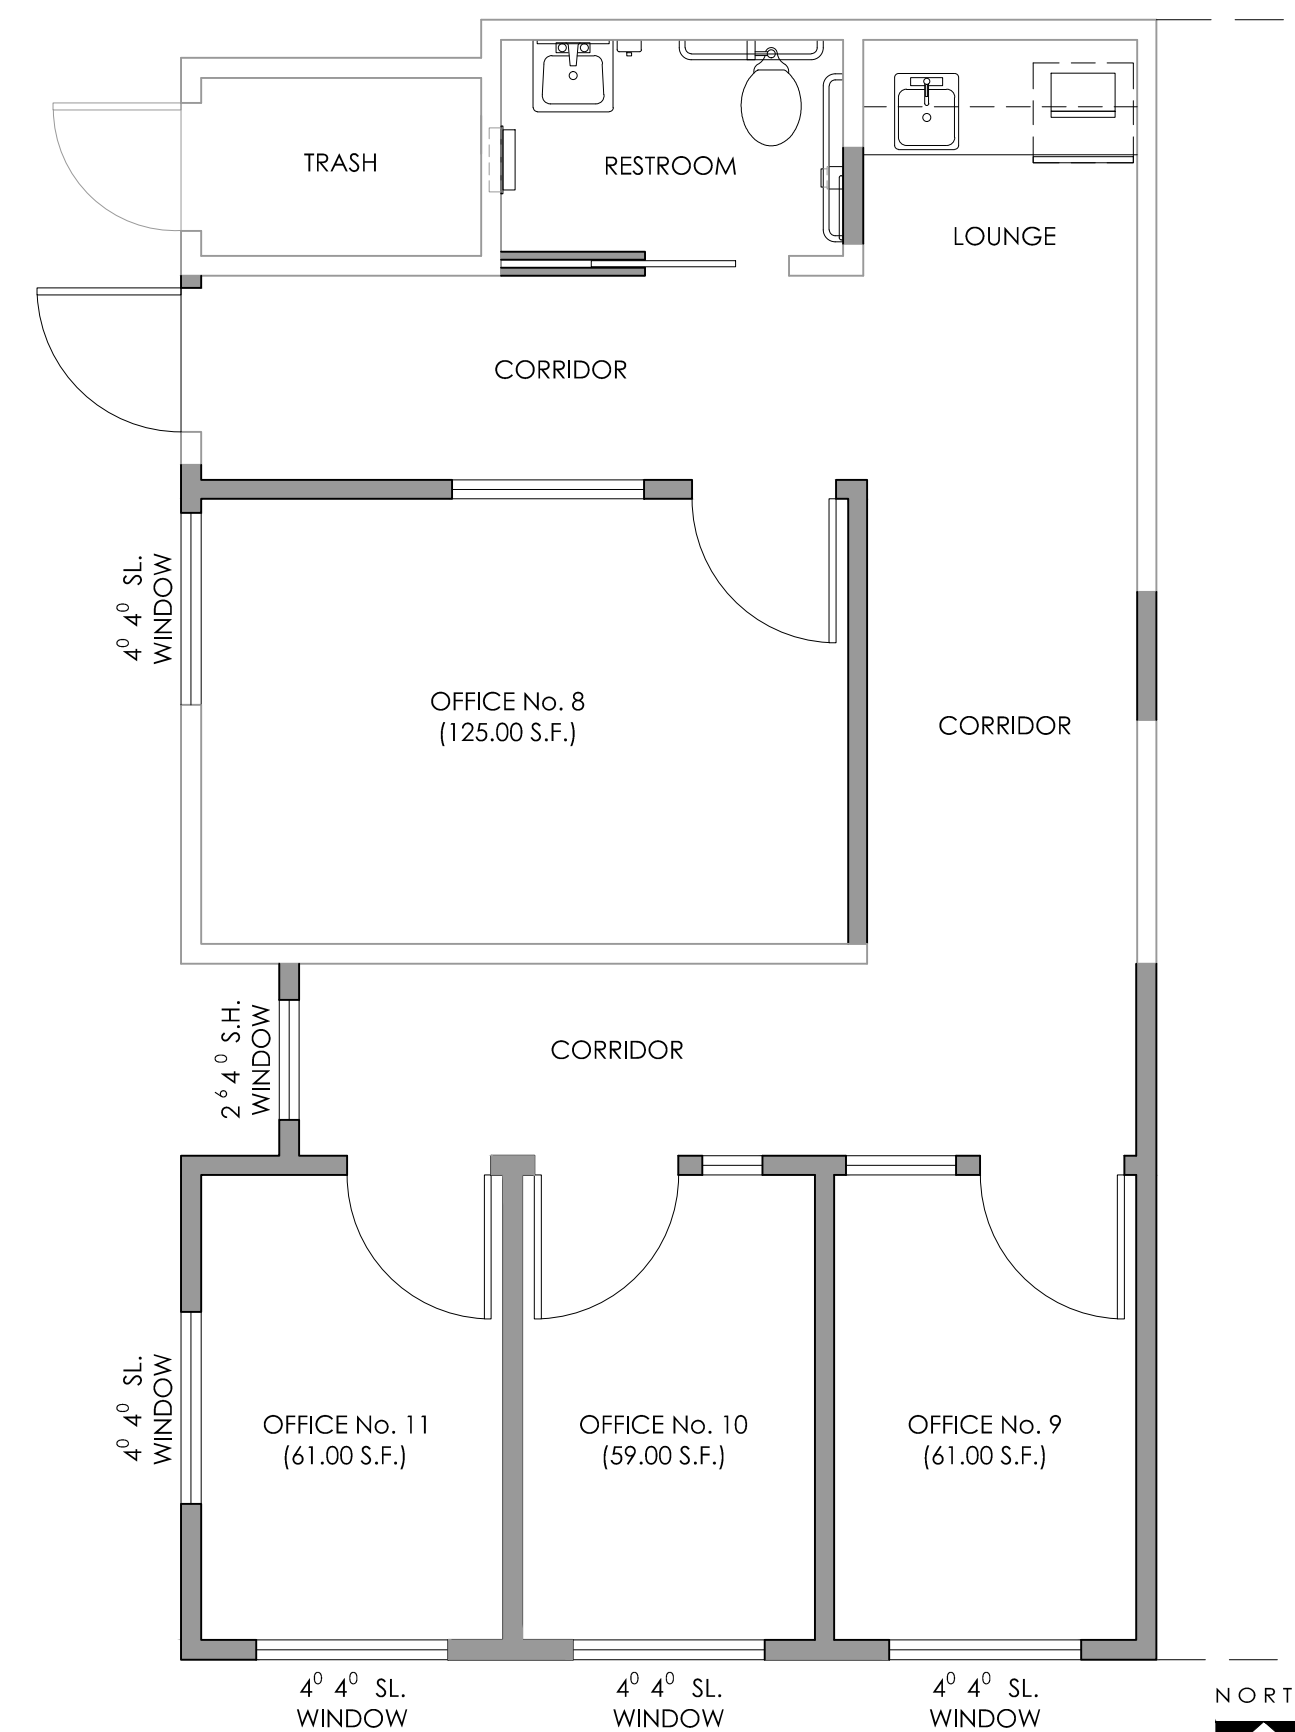 TRASH
RESTROOM
LOUNGE
CORRIDOR
4⁰ 4⁰ SL.
WINDOW
OFFICE No. 8
(125.00 S.F.)
CORRIDOR
2⁶ 4⁰ S.H.
WINDOW
CORRIDOR
4⁰ 4⁰ SL.
WINDOW
OFFICE No. 11
(61.00 S.F.)
OFFICE No. 10
(59.00 S.F.)
OFFICE No. 9
(61.00 S.F.)
4⁰ 4⁰ SL.
WINDOW
4⁰ 4⁰ SL.
WINDOW
4⁰ 4⁰ SL.
WINDOW
NORT